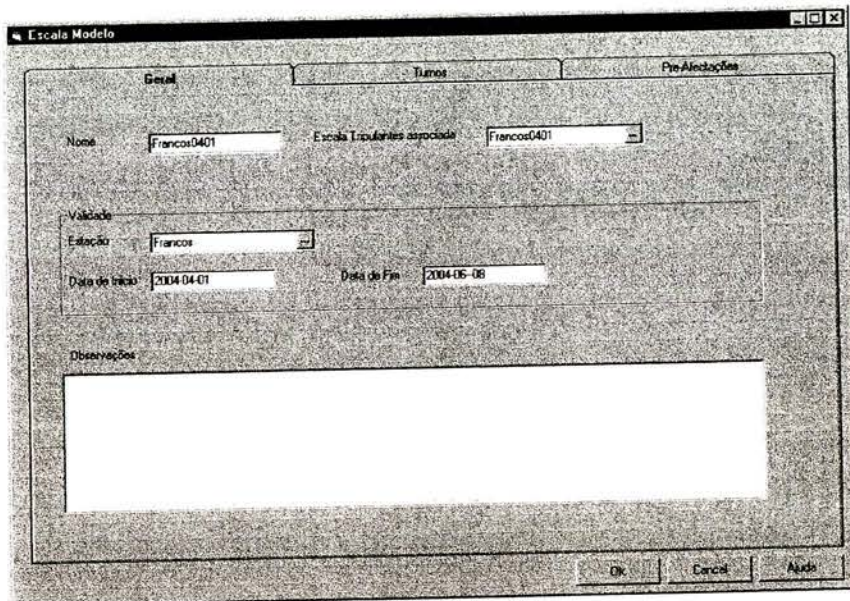 Escala Modelo
Geral Turnos Pre-Afectações
Nome Francos0401 Escala Tripulantes associada Francos0401
Validade
Estação Francos
Data de Início 2004-04-01 Data de Fim 2004-06-08
Observações
Ok Cancel Ajuda